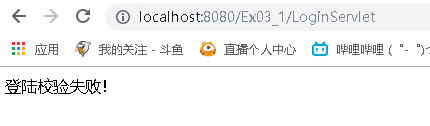 localhost:8080/Ex03_1/LoginServlet
应用 我的关注 - 斗鱼 直播个人中心 哔哩哔哩 ( ゜- ゜)つ
登陆校验失败!